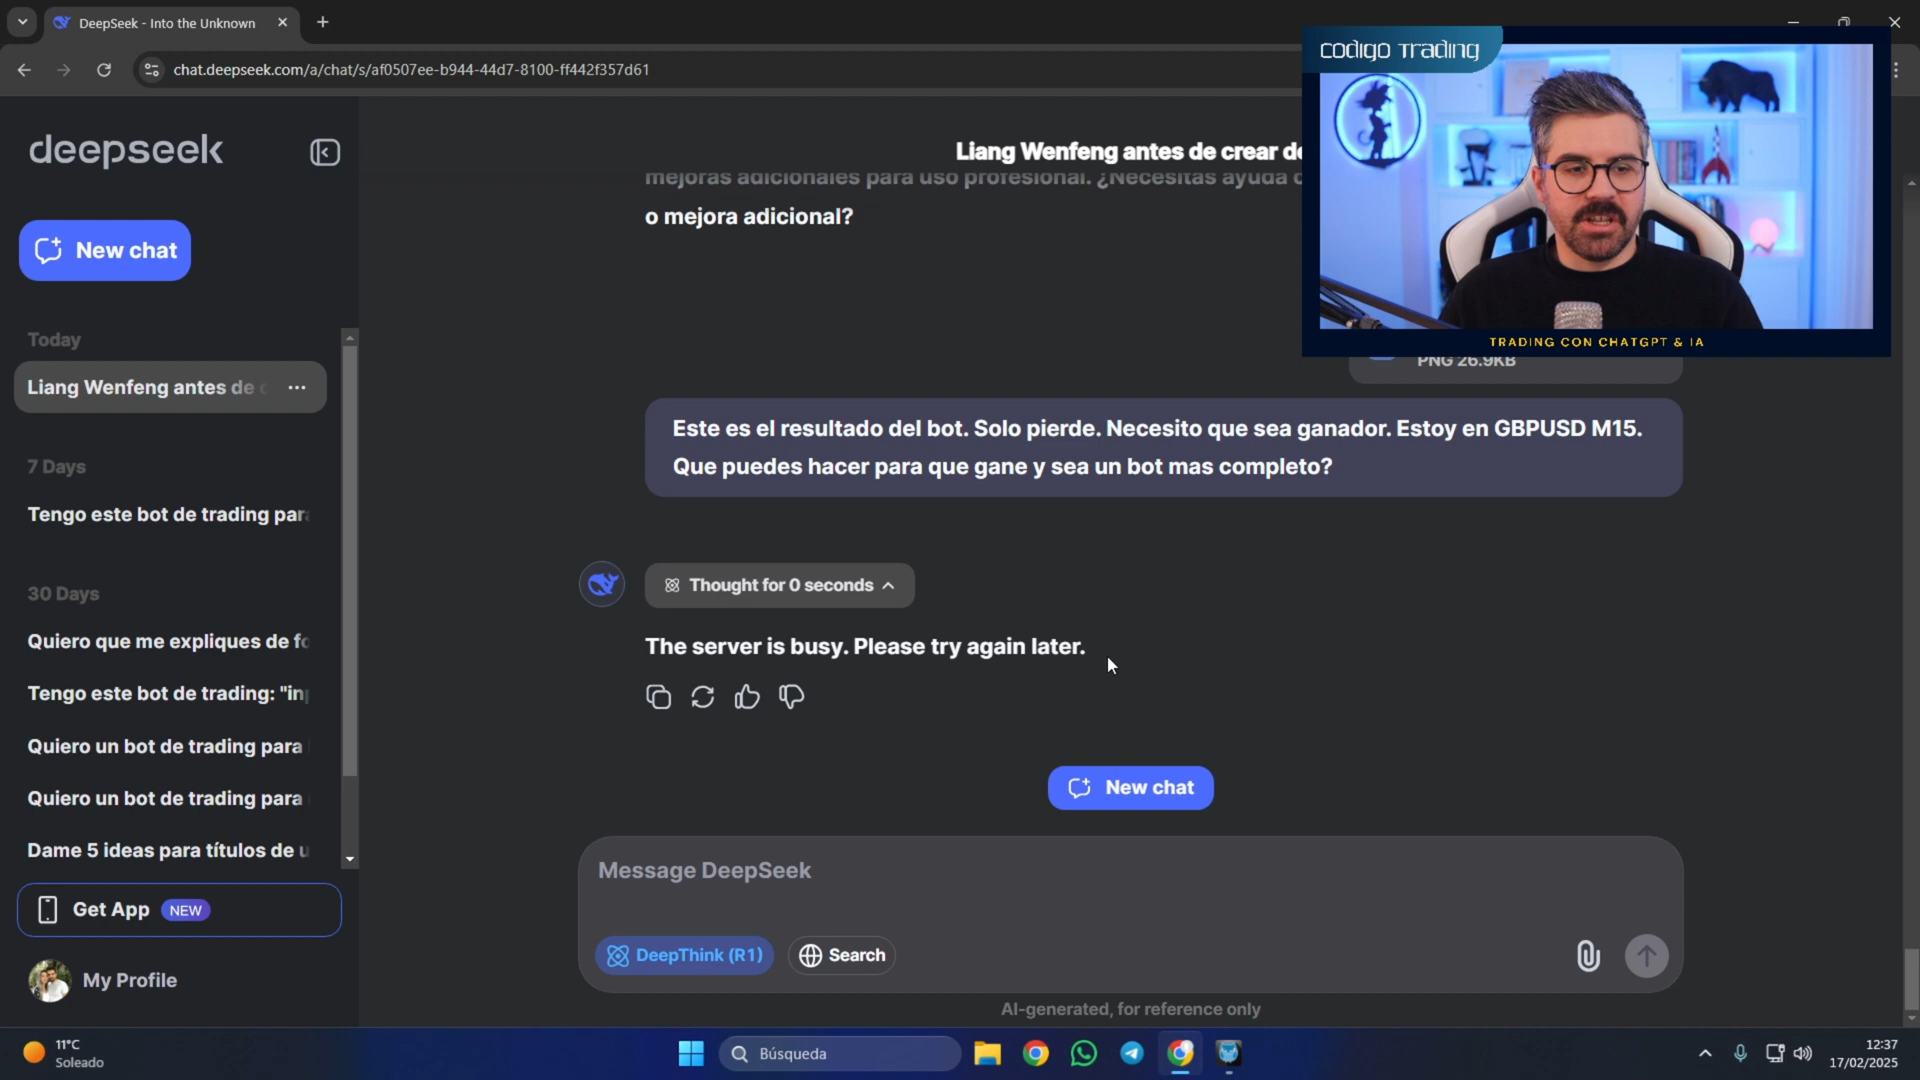 DeepSeek - Into the Unknown
chat.deepseek.com/a/chat/s/af0507ee-b944-44d7-8100-ff442f357d61
codigo Trading
TRADING CON CHATGPT & IA
deepseek
New chat
Today
Liang Wenfeng antes de c
7 Days
Tengo este bot de trading para
30 Days
Quiero que me expliques de fo
Tengo este bot de trading: "inp
Quiero un bot de trading para
Quiero un bot de trading para
Dame 5 ideas para títulos de u
Get App NEW
My Profile
Liang Wenfeng antes de crear de
mejoras adicionales para uso profesional. ¿Necesitas ayuda c
o mejora adicional?
PNG 26.9KB
Este es el resultado del bot. Solo pierde. Necesito que sea ganador. Estoy en GBPUSD M15.
Que puedes hacer para que gane y sea un bot mas completo?
Thought for 0 seconds
The server is busy. Please try again later.
New chat
Message DeepSeek
DeepThink (R1)
Search
AI-generated, for reference only
11°C
Soleado
Búsqueda
12:37
17/02/2025